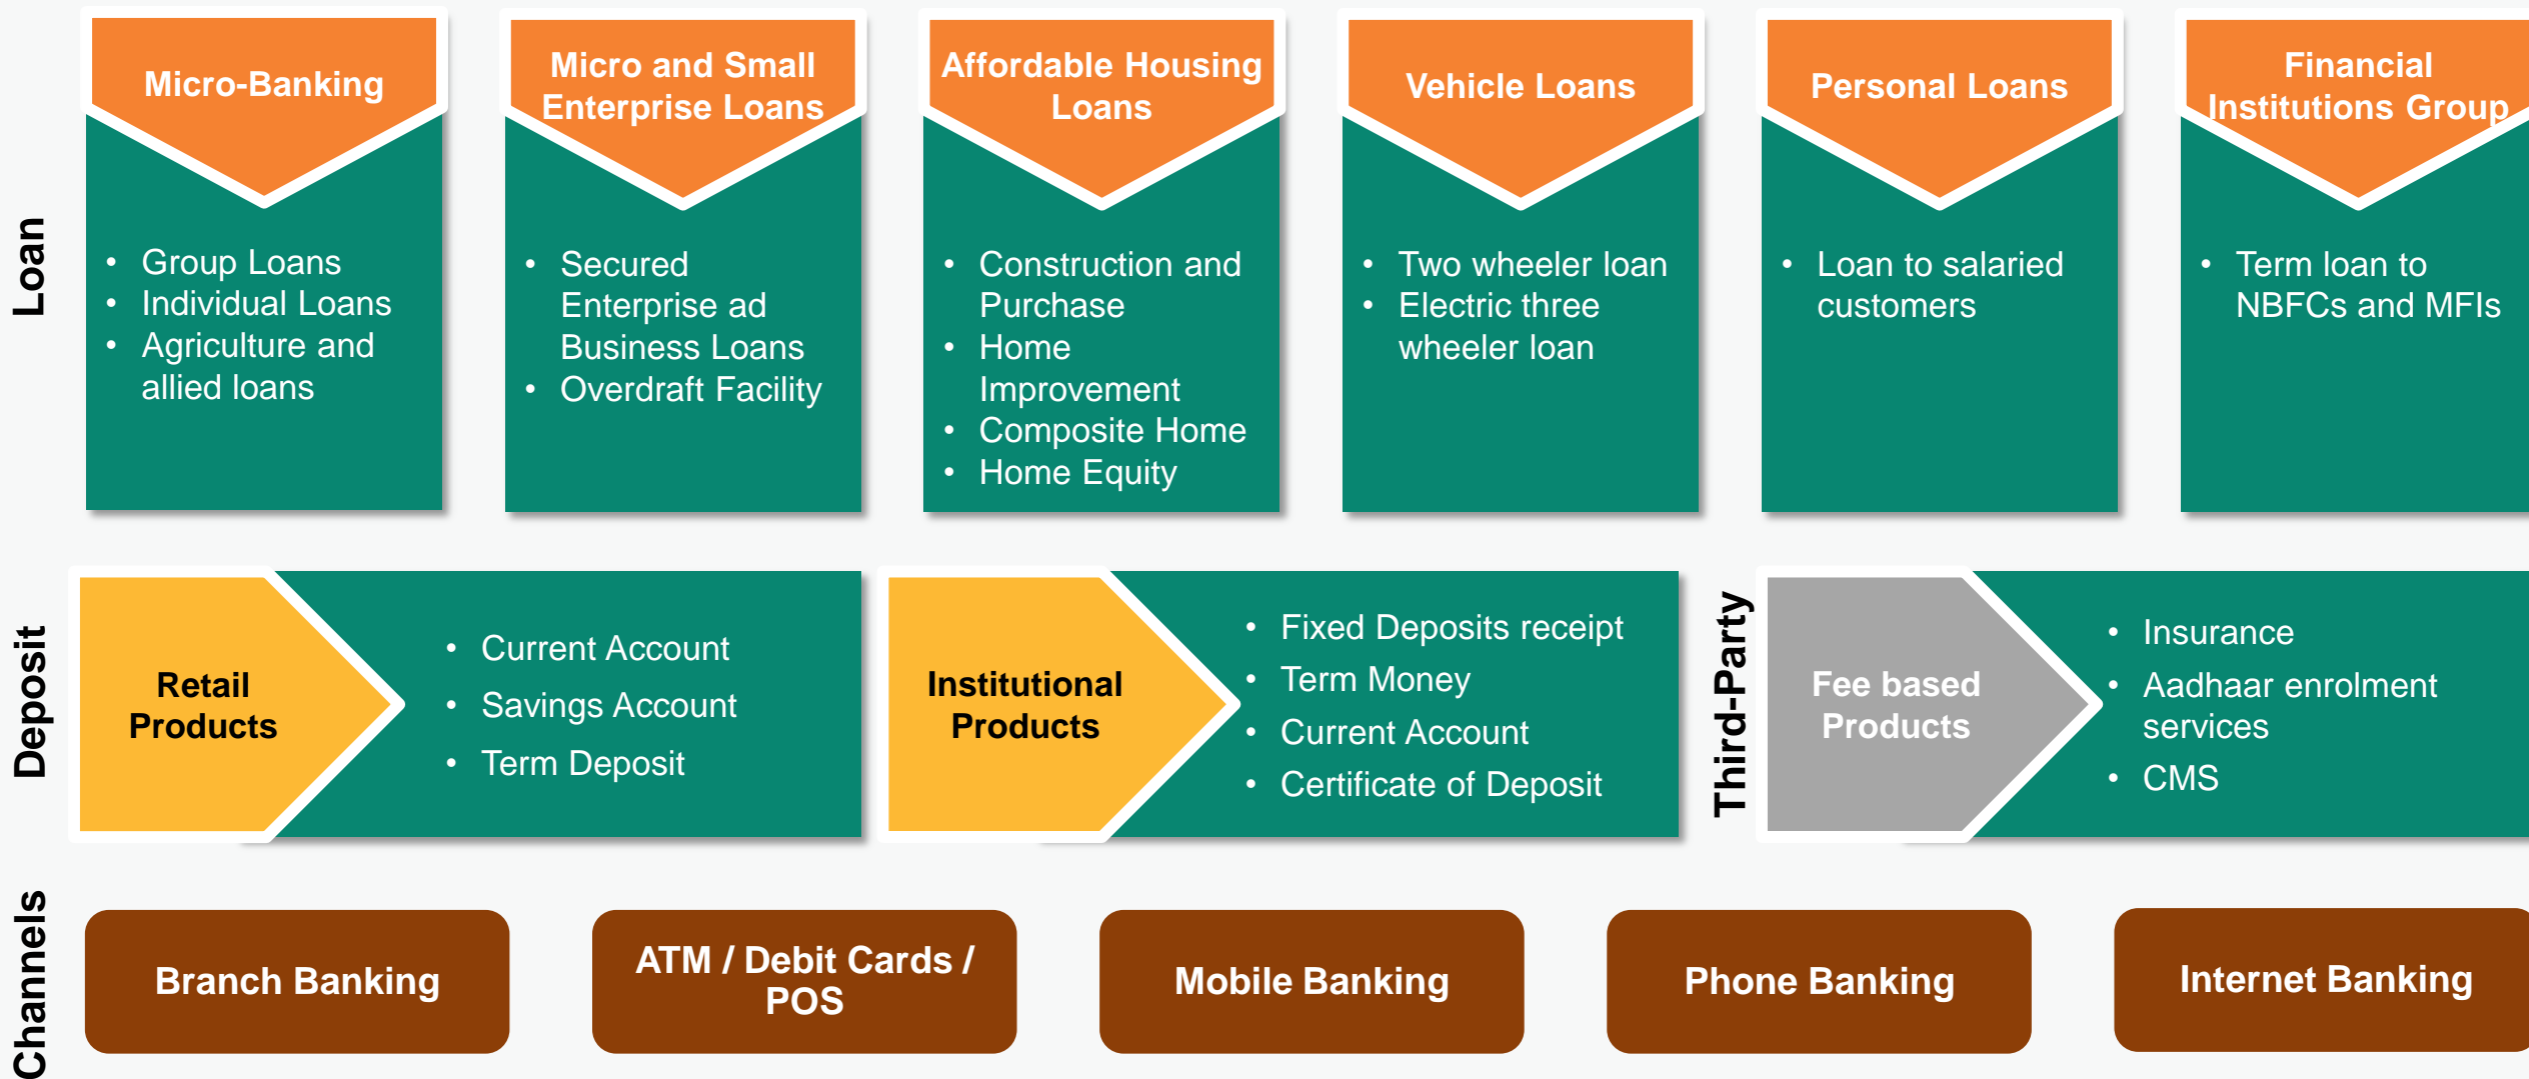 Loan
Micro-Banking
• Group Loans
• Individual Loans
• Agriculture and
allied loans
Micro and Small
Enterprise Loans
• Secured
Enterprise ad
Business Loans
• Overdraft Facility
Affordable Housing
Loans
• Construction and
Purchase
• Home
Improvement
• Composite Home
• Home Equity
Vehicle Loans
• Two wheeler loan
• Electric three
wheeler loan
Personal Loans
• Loan to salaried
customers
Financial
Institutions Group
• Term loan to
NBFCs and MFIs
Deposit
Retail
Products
• Current Account
• Savings Account
• Term Deposit
Institutional
Products
• Fixed Deposits receipt
• Term Money
• Current Account
• Certificate of Deposit
Third-Party
Fee based
Products
• Insurance
• Aadhaar enrolment
services
• CMS
Channels
Branch Banking
ATM / Debit Cards /
POS
Mobile Banking
Phone Banking
Internet Banking